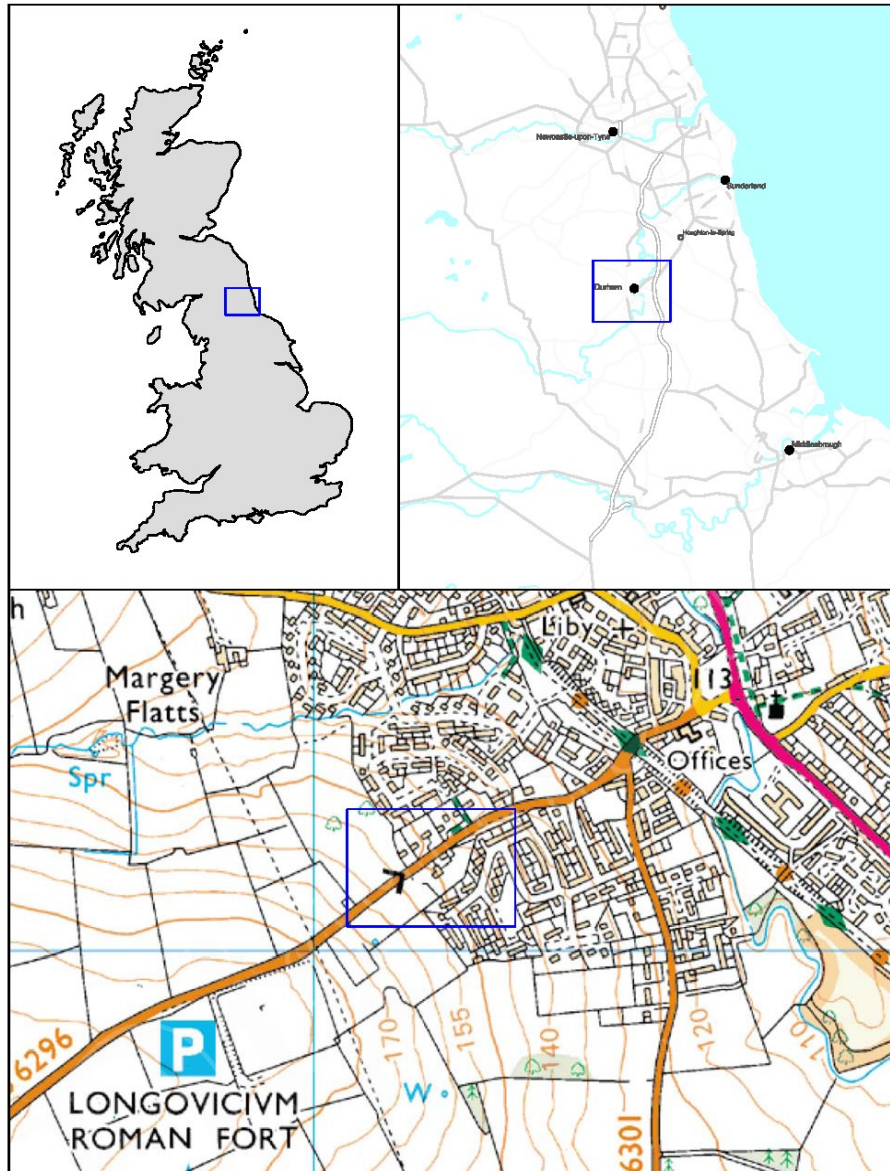 Newcastle-upon-Tyne
Sunderland
Houghton-le-Spring
Durham
Middlesbrough
h
Liby
Margery
Flatts
113
Offices
Spr
6296
P
170
155
140
120
110
W
LONGOVICIVM
ROMAN FORT
6301